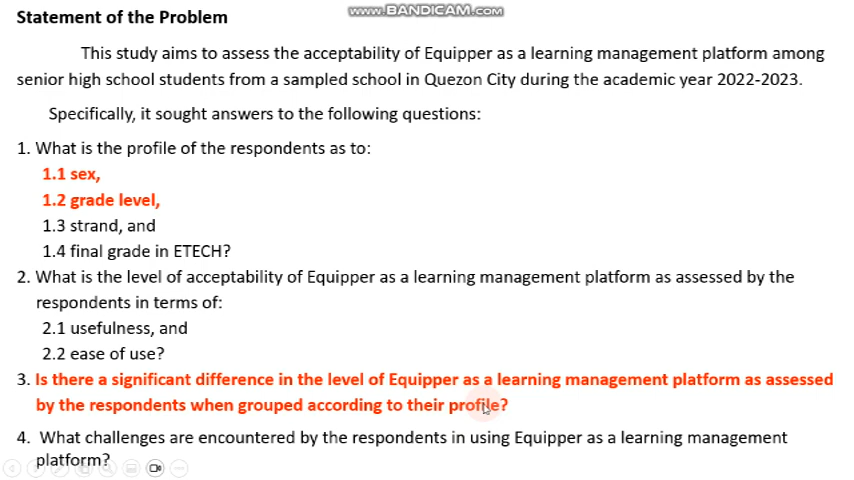 www.BANDICAM.com
Statement of the Problem
This study aims to assess the acceptability of Equipper as a learning management platform among
senior high school students from a sampled school in Quezon City during the academic year 2022-2023.
Specifically, it sought answers to the following questions:
1. What is the profile of the respondents as to:
1.1 sex,
1.2 grade level,
1.3 strand, and
1.4 final grade in ETECH?
2. What is the level of acceptability of Equipper as a learning management platform as assessed by the
respondents in terms of:
2.1 usefulness, and
2.2 ease of use?
3. Is there a significant difference in the level of Equipper as a learning management platform as assessed
by the respondents when grouped according to their profile?
4. What challenges are encountered by the respondents in using Equipper as a learning management
platform?